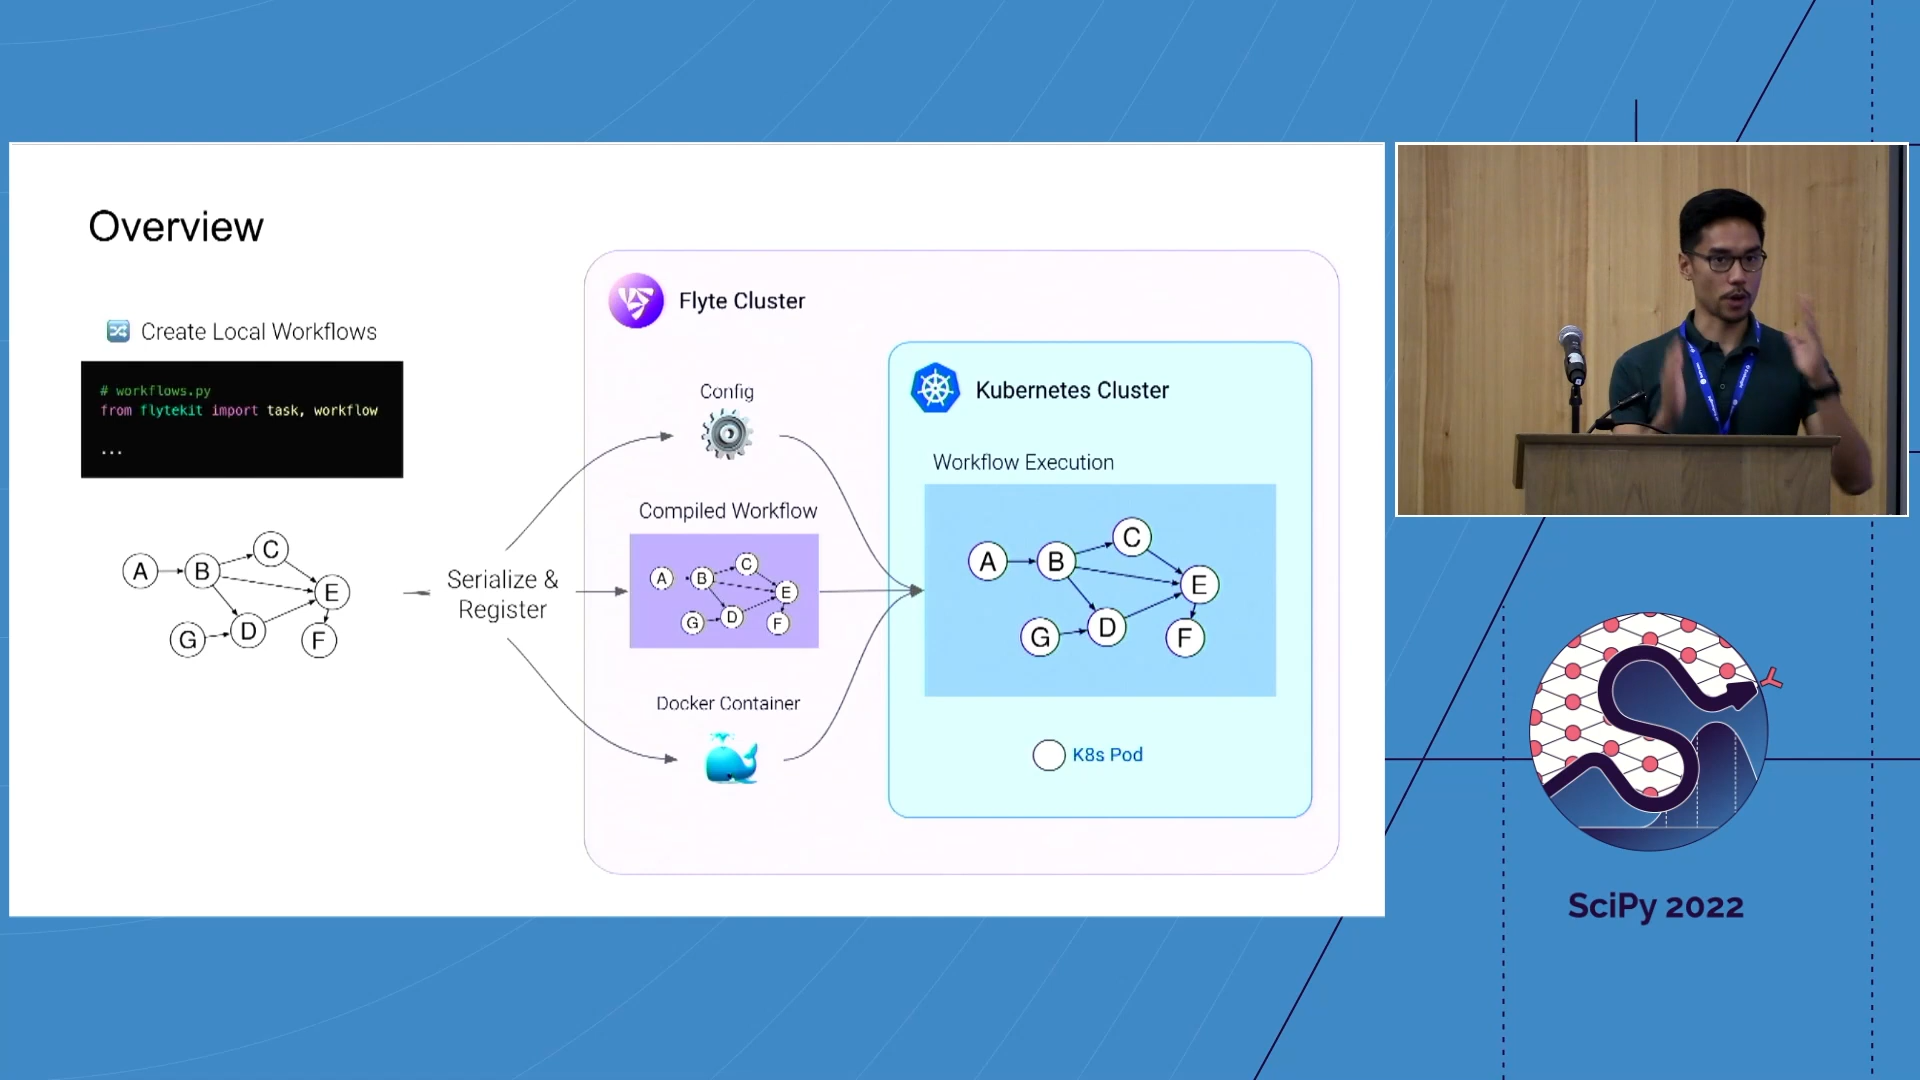 Overview
Create Local Workflows
# workflows.py
from flytekit import task, workflow
...
A
B
C
E
G
D
F
Serialize &
Register
Flyte Cluster
Config
Compiled Workflow
A
B
C
E
G
D
F
Docker Container
Kubernetes Cluster
Workflow Execution
A
B
C
E
G
D
F
K8s Pod
SciPy 2022